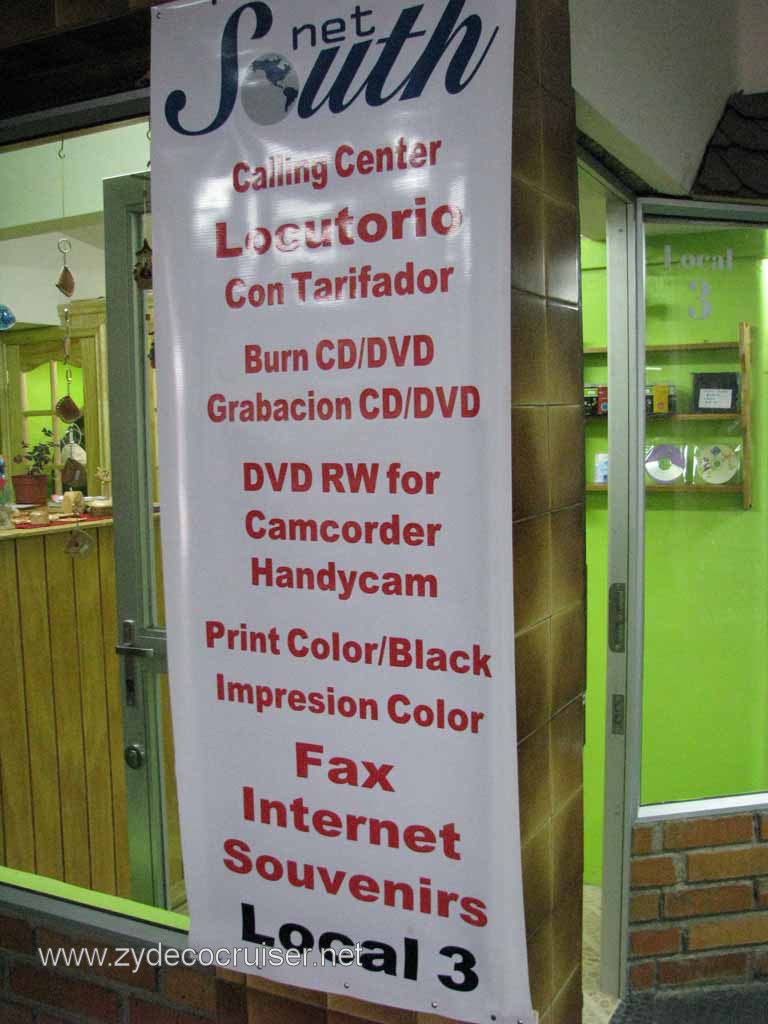 net
South
Calling Center
Locutorio
Con Tarifador
Burn CD/DVD
Grabacion CD/DVD
DVD RW for
Camcorder
Handycam
Print Color/Black
Impresion Color
Fax
Internet
Souvenirs
Local 3
Local
3
www.zydecocruiser.net